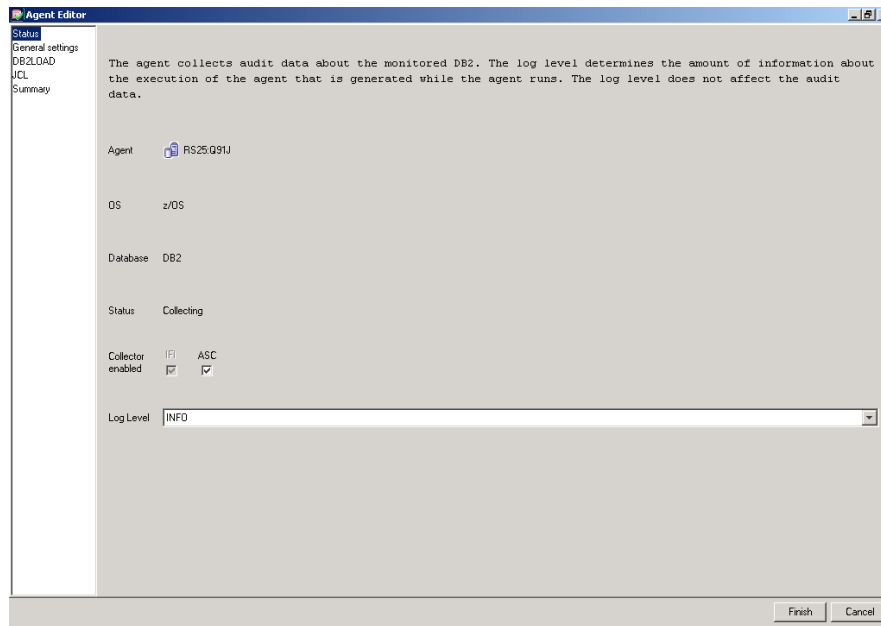 Agent Editor
Status
General settings
DB2LOAD
JCL
Summary
The agent collects audit data about the monitored DB2. The log level determines the amount of information about
the execution of the agent that is generated while the agent runs. The log level does not affect the audit
data.
Agent RS25:Q91J
OS z/OS
Database DB2
Status Collecting
Collector IFI ASC
enabled
Log Level INFO
Finish Cancel